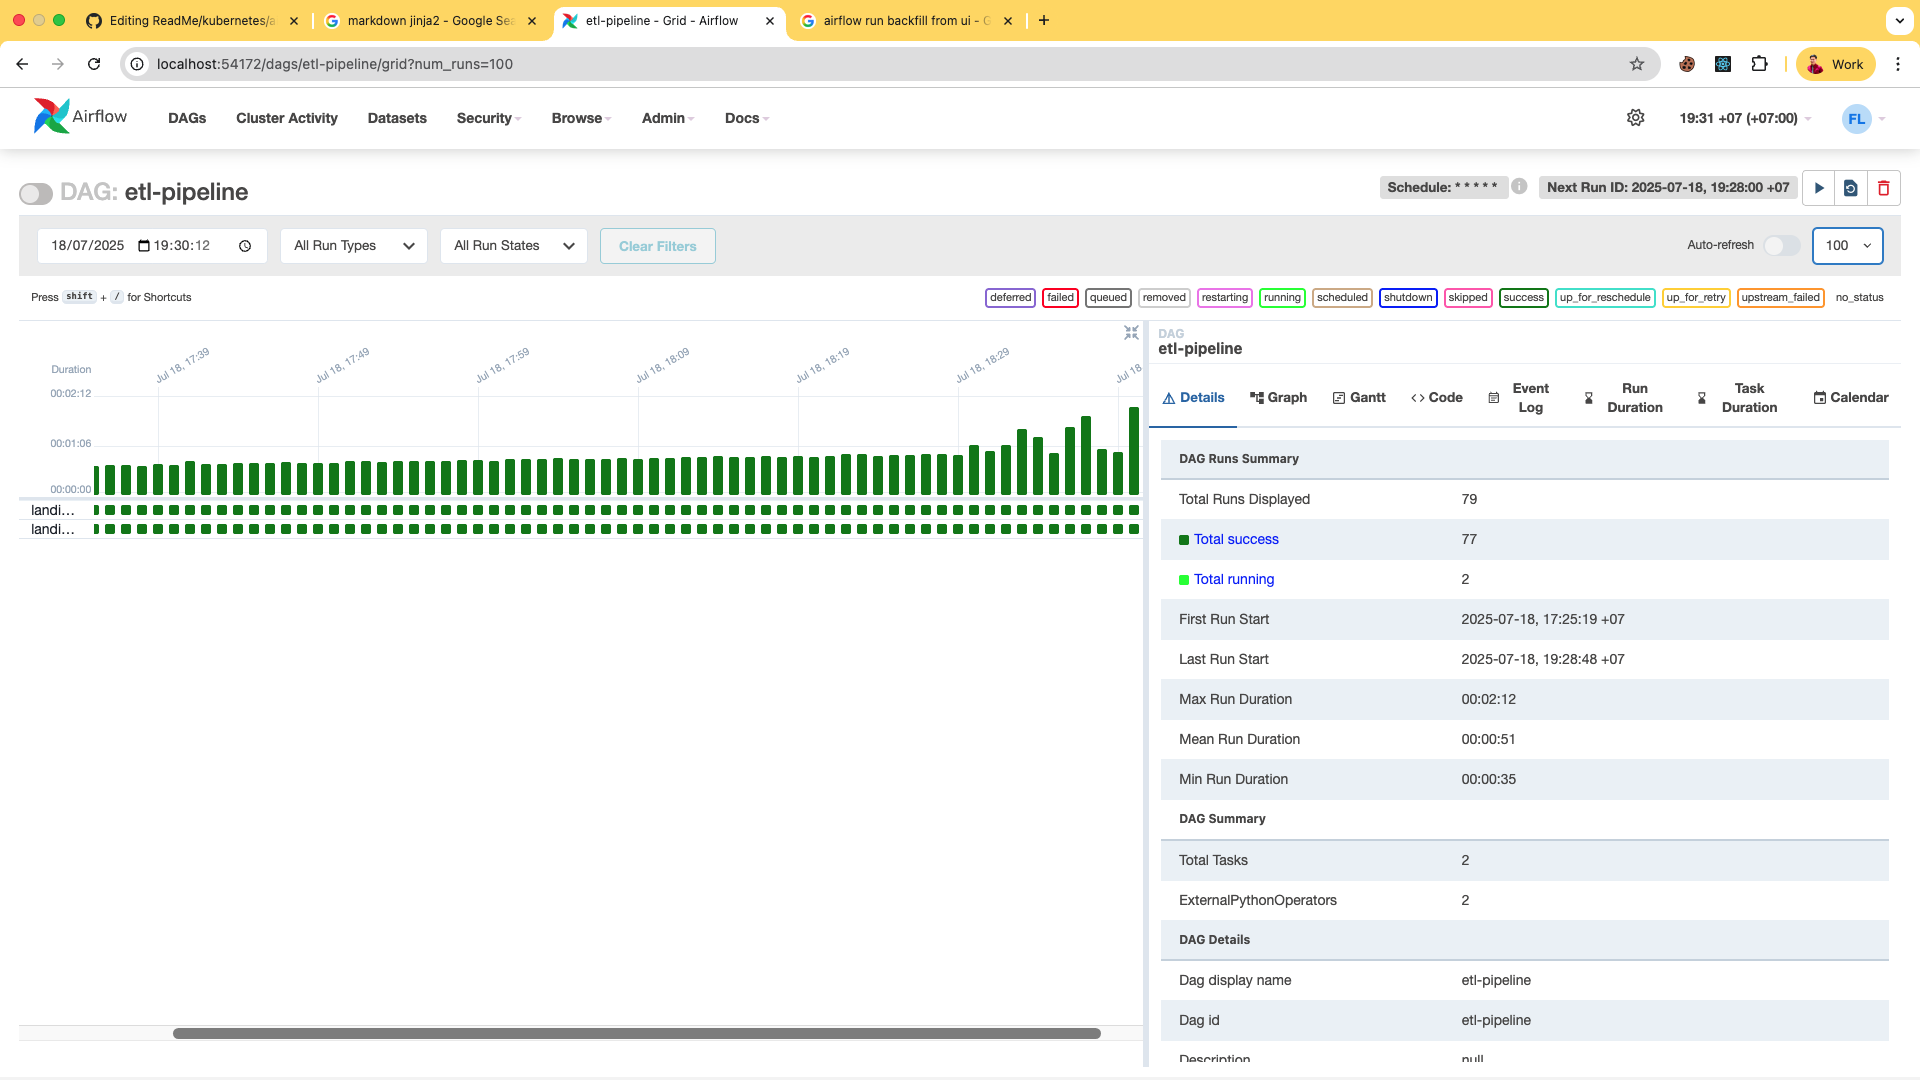 Editing ReadMe/kubernetes/a
markdown jinja2 - Google Sea
etl-pipeline - Grid - Airflow
airflow run backfill from ui - G
localhost:54172/dags/etl-pipeline/grid?num_runs=100
Work
Airflow
DAGs
Cluster Activity
Datasets
Security
Browse
Admin
Docs
19:31 +07 (+07:00)
FL
DAG: etl-pipeline
Schedule: * * * * *
Next Run ID: 2025-07-18, 19:28:00 +07
18/07/2025 19:30:12
All Run Types
All Run States
Clear Filters
Auto-refresh
100
Press shift + / for Shortcuts
deferred
failed
queued
removed
restarting
running
scheduled
shutdown
skipped
success
up_for_reschedule
up_for_retry
upstream_failed
no_status
Jul 18, 17:39
Jul 18, 17:49
Jul 18, 17:59
Jul 18, 18:09
Jul 18, 18:19
Jul 18, 18:29
Jul 18
Duration
00:02:12
00:01:06
00:00:00
landi...
landi...
DAG
etl-pipeline
Details
Graph
Gantt
Code
Event Log
Run Duration
Task Duration
Calendar
DAG Runs Summary
Total Runs Displayed 79
Total success 77
Total running 2
First Run Start 2025-07-18, 17:25:19 +07
Last Run Start 2025-07-18, 19:28:48 +07
Max Run Duration 00:02:12
Mean Run Duration 00:00:51
Min Run Duration 00:00:35
DAG Summary
Total Tasks 2
ExternalPythonOperators 2
DAG Details
Dag display name etl-pipeline
Dag id etl-pipeline
Description null